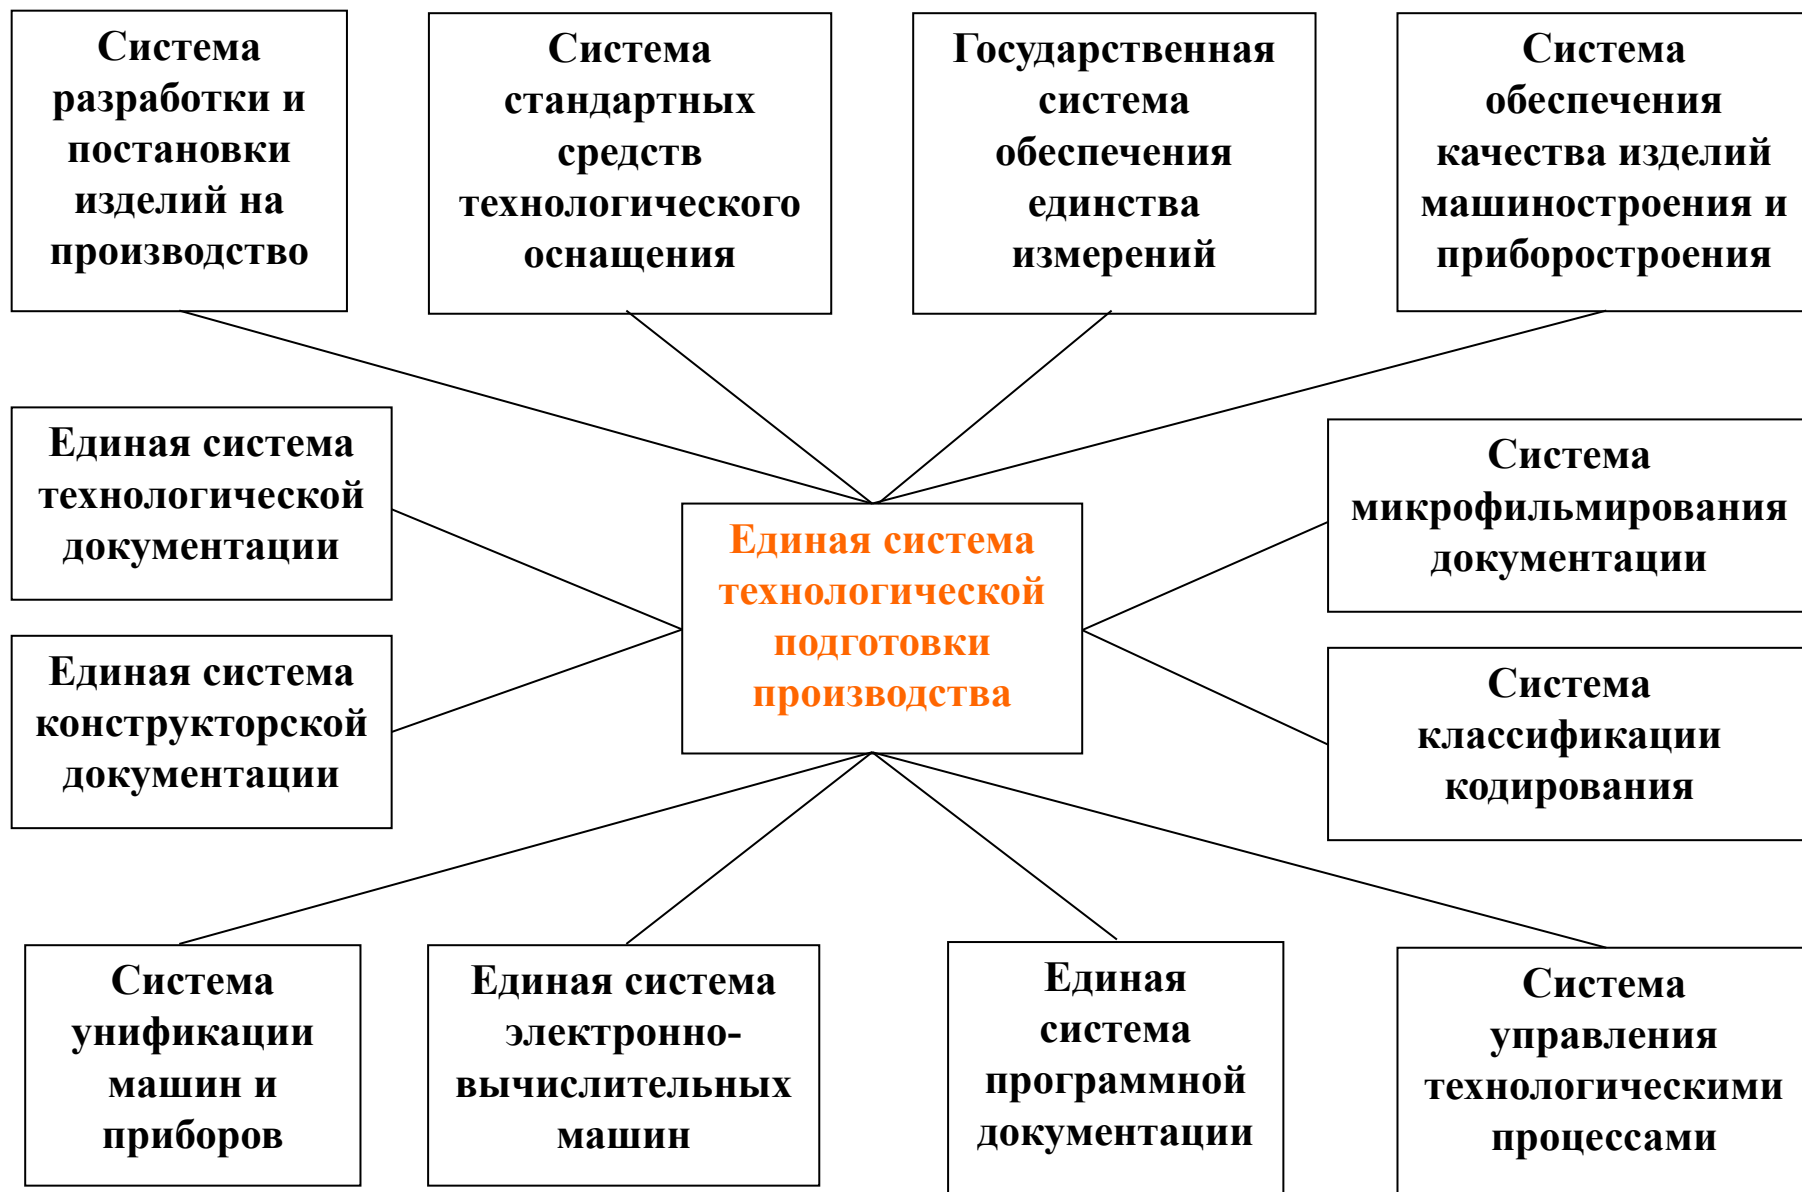 Система
разработки и
постановки
изделий на
производство
Система
стандартных
средств
технологического
оснащения
Государственная
система
обеспечения
единства
измерений
Система
обеспечения
качества изделий
машиностроения и
приборостроения
Единая система
технологической
документации
Система
микрофильмирования
документации
Единая система
технологической
подготовки
производства
Единая система
конструкторской
документации
Система
классификации
кодирования
Система
унификации
машин и
приборов
Единая система
электронно-
вычислительных
машин
Единая
система
программной
документации
Система
управления
технологическими
процессами